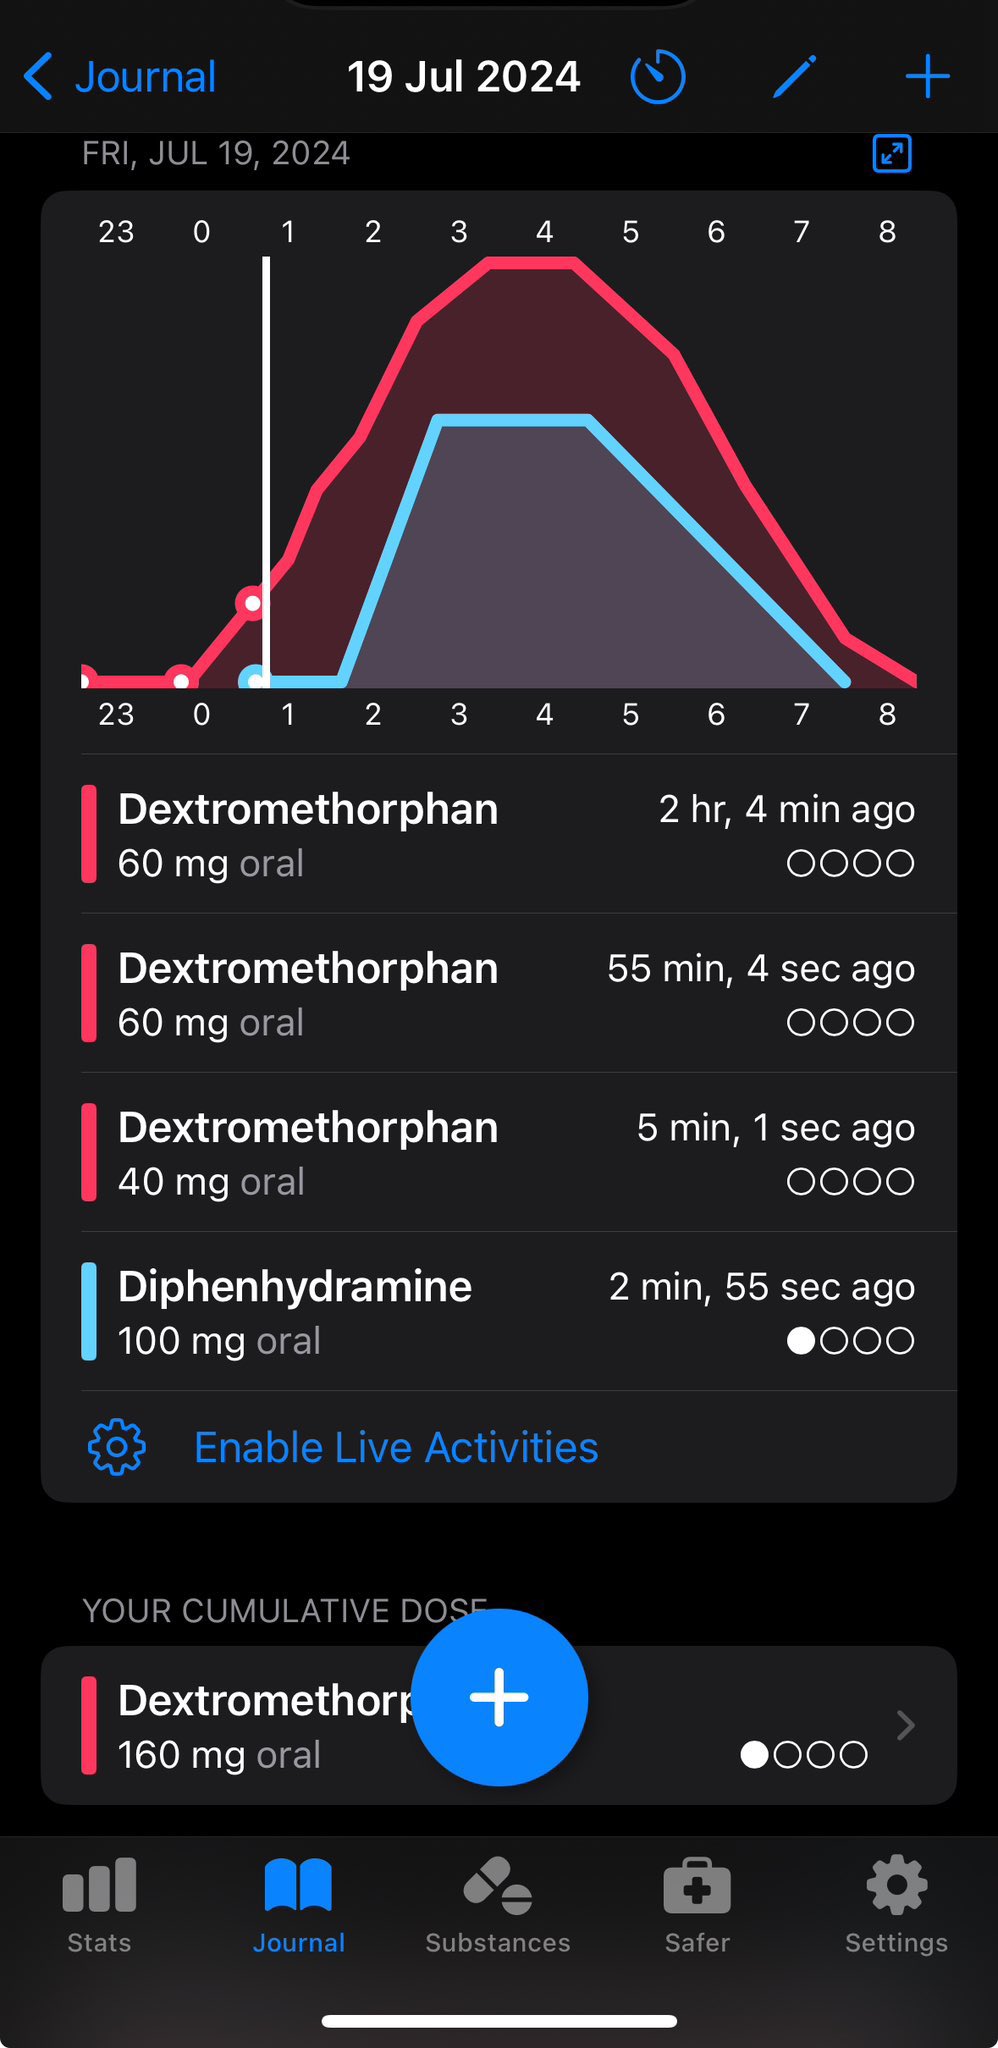 Journal 19 Jul 2024
FRI, JUL 19, 2024
23 0 1 2 3 4 5 6 7 8
23 0 1 2 3 4 5 6 7 8
Dextromethorphan 2 hr, 4 min ago
60 mg oral
Dextromethorphan 55 min, 4 sec ago
60 mg oral
Dextromethorphan 5 min, 1 sec ago
40 mg oral
Diphenhydramine 2 min, 55 sec ago
100 mg oral
Enable Live Activities
YOUR CUMULATIVE DOSE
Dextromethorp
160 mg oral
Stats Journal Substances Safer Settings